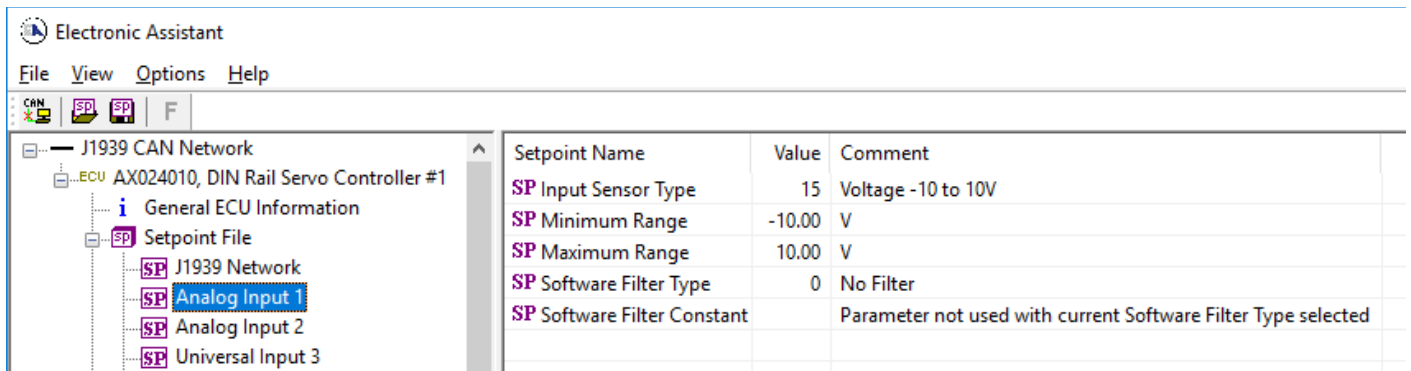 Electronic Assistant
File View Options Help
CAN SP SP F
J1939 CAN Network
ECU AX024010, DIN Rail Servo Controller #1
i General ECU Information
SP Setpoint File
SP J1939 Network
SP Analog Input 1
SP Analog Input 2
SP Universal Input 3
Setpoint Name Value Comment
SP Input Sensor Type 15 Voltage -10 to 10V
SP Minimum Range -10.00 V
SP Maximum Range 10.00 V
SP Software Filter Type 0 No Filter
SP Software Filter Constant Parameter not used with current Software Filter Type selected